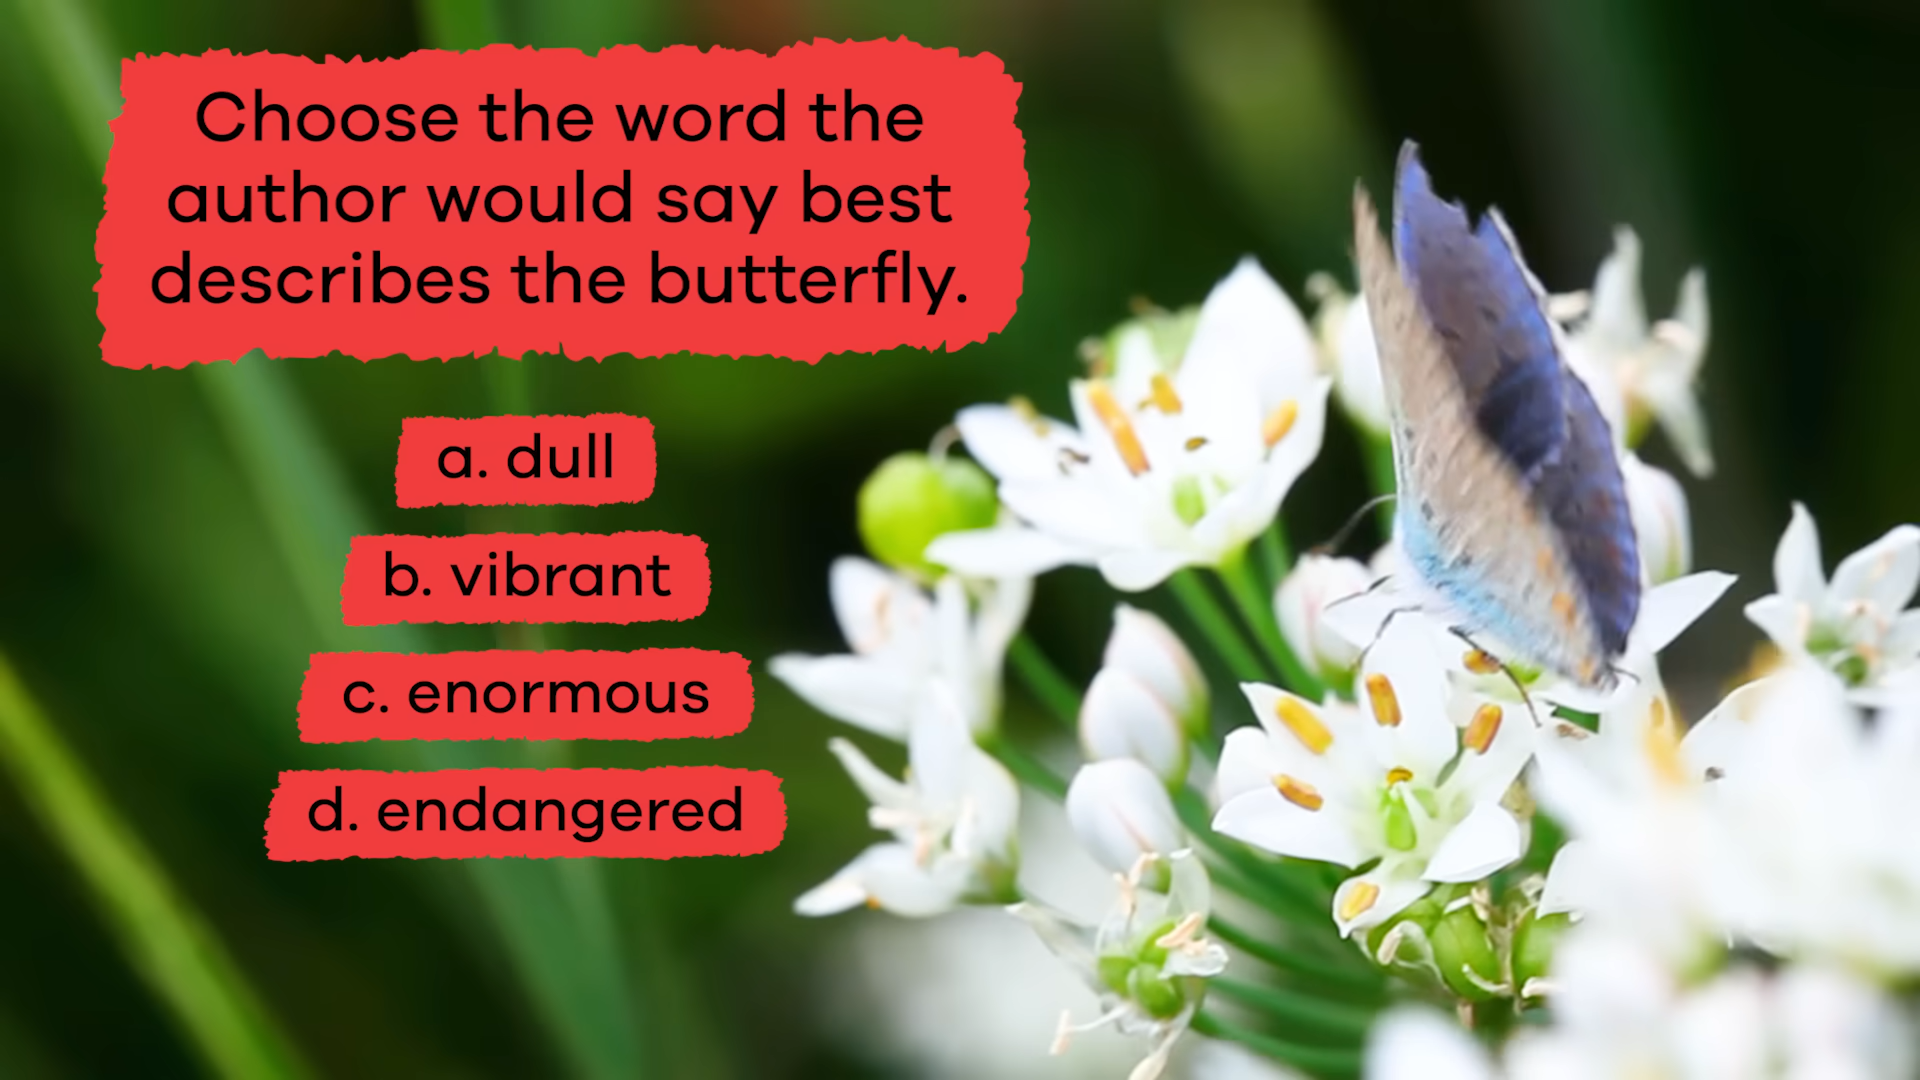 Choose the word the
author would say best
describes the butterfly.
a. dull
b. vibrant
c. enormous
d. endangered